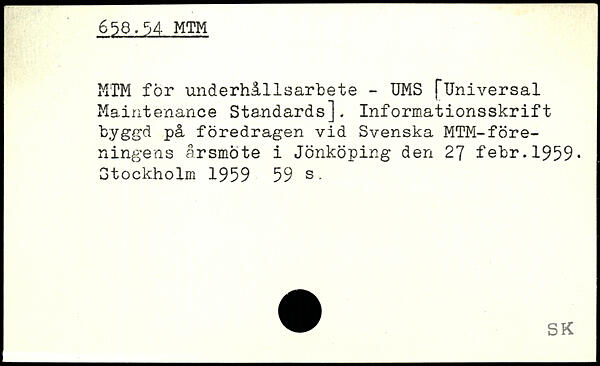 658.54 MTM
MTM för underhållsarbete - UMS [Universal
Maintenance Standards]. Informationsskrift
byggd på föredragen vid Svenska MTM-före-
ningens årsmöte i Jönköping den 27 febr.1959.
Stockholm 1959 59 s.
SK